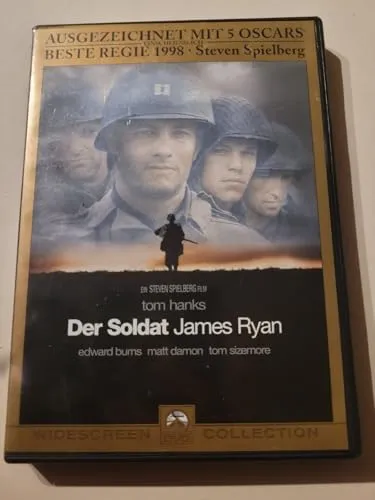 AUSGEZEICHNET MIT 5 OSCARS
EINSCHLIESSLICH
BESTE REGIE 1998 · Steven Spielberg
EIN STEVEN SPIELBERG FILM
tom hanks
Der Soldat James Ryan
edward burns matt damon tom sizemore
WIDESCREEN COLLECTION